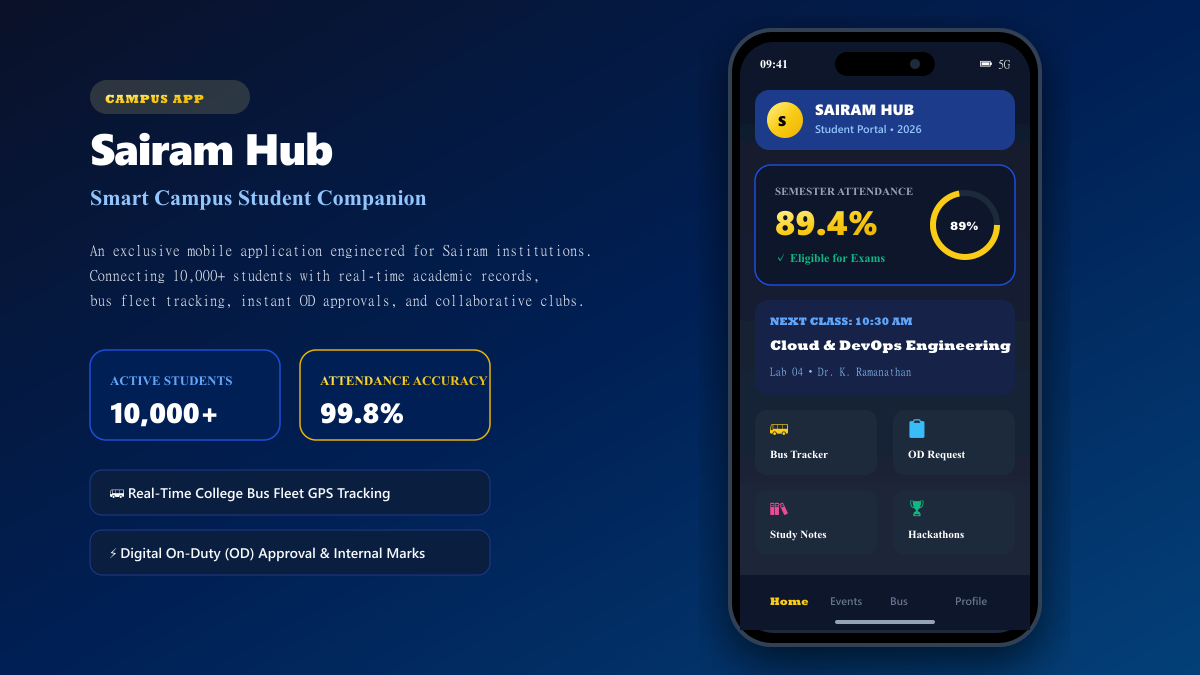 CAMPUS APP
Sairam Hub
Smart Campus Student Companion
An exclusive mobile application engineered for Sairam institutions.
Connecting 10,000+ students with real-time academic records,
bus fleet tracking, instant OD approvals, and collaborative clubs.
ACTIVE STUDENTS
10,000+
ATTENDANCE ACCURACY
99.8%
🚌 Real-Time College Bus Fleet GPS Tracking
⚡ Digital On-Duty (OD) Approval & Internal Marks
09:41
5G
S
SAIRAM HUB
Student Portal • 2026
SEMESTER ATTENDANCE
89.4%
✓ Eligible for Exams
89%
NEXT CLASS: 10:30 AM
Cloud & DevOps Engineering
Lab 04 • Dr. K. Ramanathan
Bus Tracker
OD Request
Study Notes
Hackathons
Home Events Bus Profile